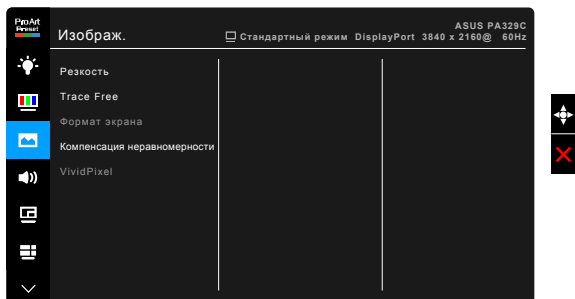 ProArt
Preset
Изображ.
ASUS PA329C
Стандартный режим DisplayPort 3840 x 2160@ 60Hz
Резкость
Trace Free
Формат экрана
Компенсация неравномерности
VividPixel